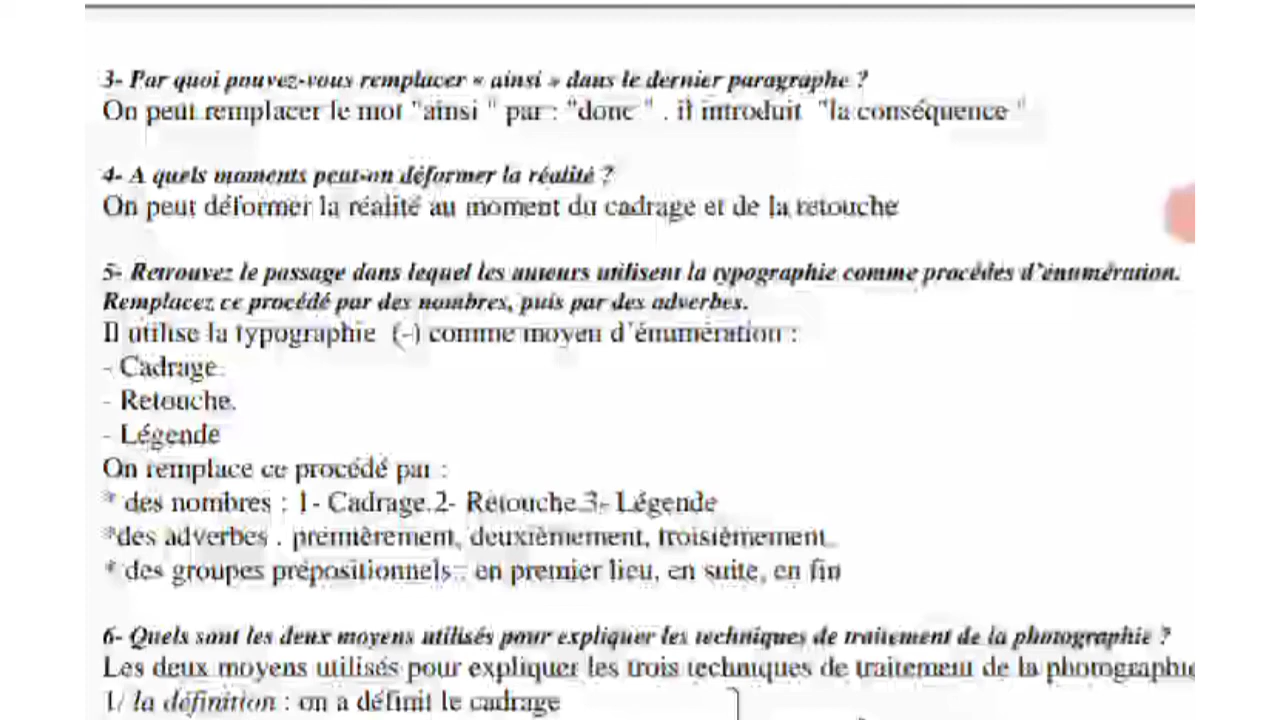 3- Par quoi pouvez-vous remplacer « ainsi » dans le dernier paragraphe ?
On peut remplacer le mot "ainsi " par : "donc " . il introduit "la conséquence "
4- A quels moments peut-on déformer la réalité ?
On peut déformer la réalité au moment du cadrage et de la retouche
5- Retrouvez le passage dans lequel les auteurs utilisent la typographie comme procédés d'énumération.
Remplacez ce procédé par des nombres, puis par des adverbes.
Il utilise la typographie (-) comme moyen d'énumération :
- Cadrage.
- Retouche.
- Légende
On remplace ce procédé par :
* des nombres : 1- Cadrage.2- Retouche.3- Légende
*des adverbes . premièrement, deuxièmement, troisièmement.
* des groupes prépositionnels : en premier lieu, en suite, en fin
6- Quels sont les deux moyens utilisés pour expliquer les techniques de traitement de la photographie ?
Les deux moyens utilisés pour expliquer les trois techniques de traitement de la photographie
1/ la définition : on a définit le cadrage